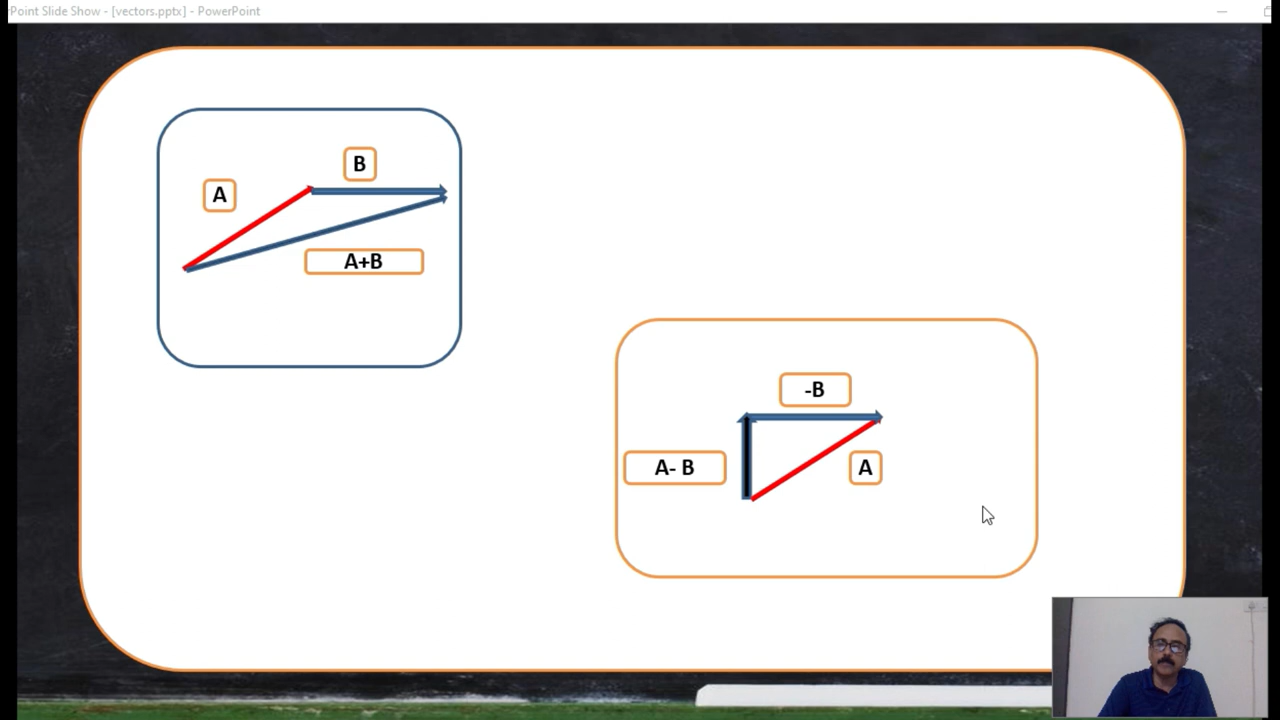 Point Slide Show - [vectors.pptx] - PowerPoint
B
A
A+B
-B
A- B
A